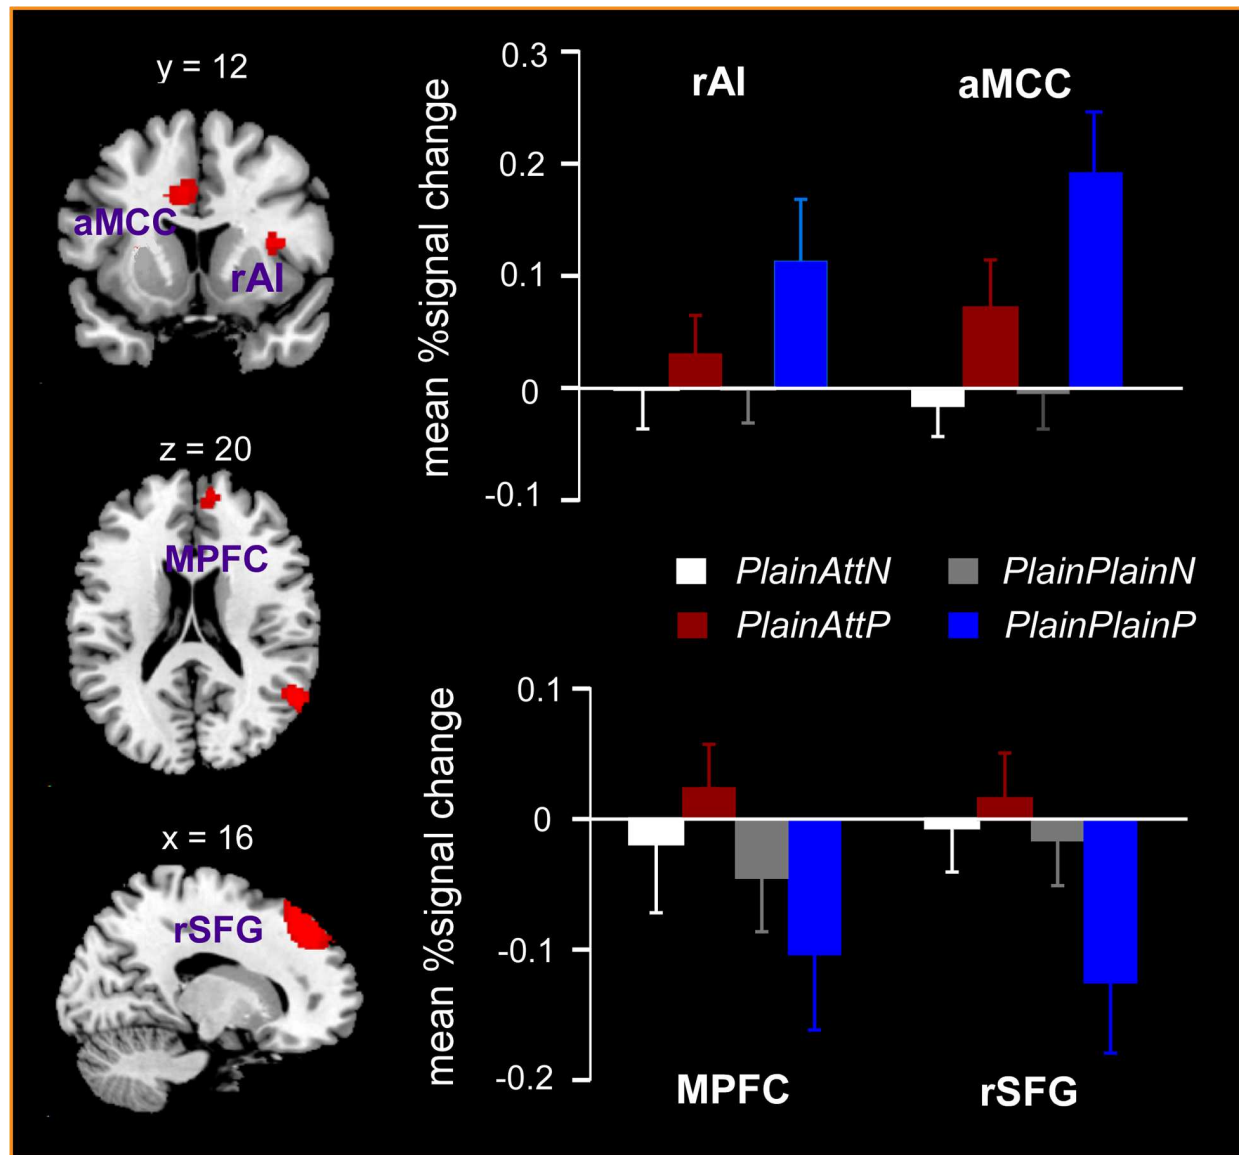 y = 12
aMCC
rAI
z = 20
MPFC
x = 16
rSFG
mean %signal change
0.3
0.2
0.1
0
-0.1
rAI aMCC
PlainAttN PlainPlainN
PlainAttP PlainPlainP
mean %signal change
0.1
0
-0.1
-0.2
MPFC rSFG